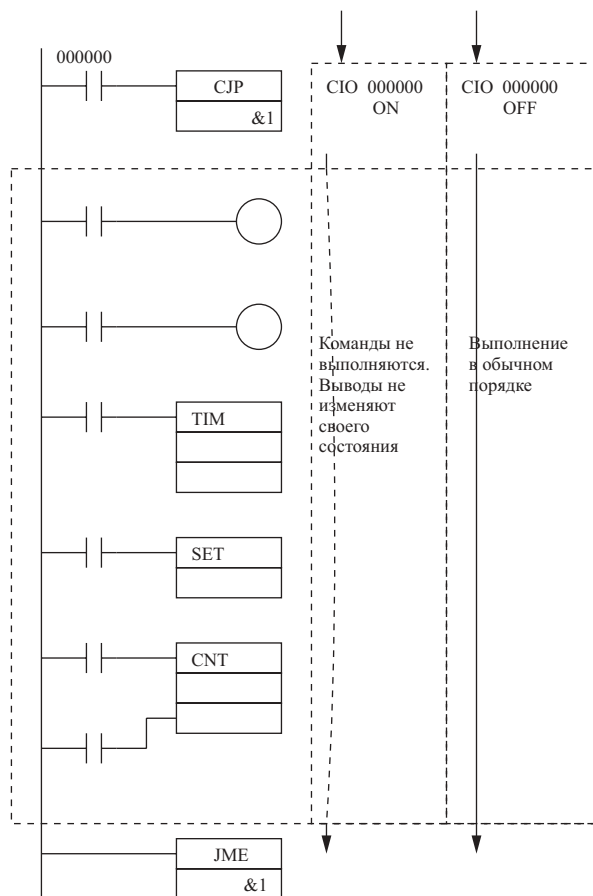 000000
CJP
&1
CIO 000000
ON
CIO 000000
OFF
Команды не
выполняются.
Выводы не
изменяют
своего
состояния
Выполнение
в обычном
порядке
TIM
SET
CNT
JME
&1